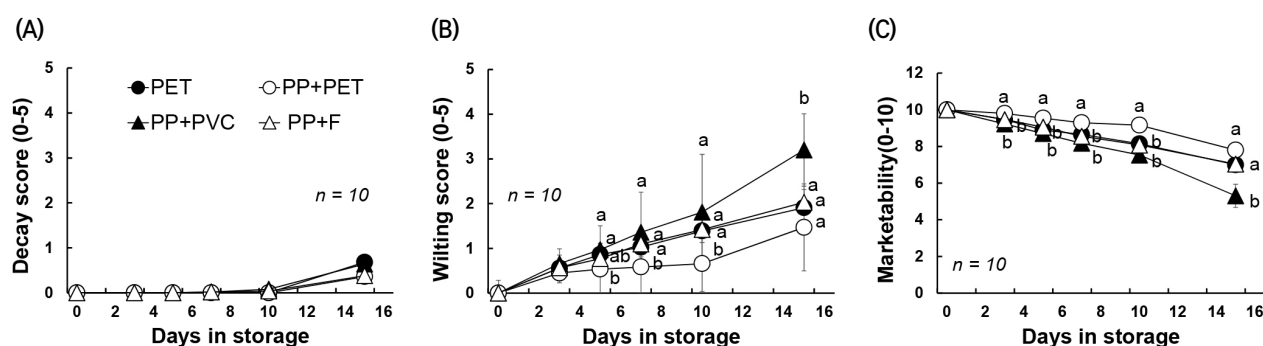 (A)
Decay score (0-5)
5
4
3
2
1
0
PET
PP+PET
PP+PVC
PP+F
n = 10
0 2 4 6 8 10 12 14 16
Days in storage
(B)
Wilting score (0-5)
5
4
3
2
1
0
n = 10
a
a
a
b
a
a
a
a
ab
a
a
a
b
b
b
a
0 2 4 6 8 10 12 14 16
Days in storage
(C)
Marketability(0-10)
12
10
8
6
4
2
0
a
a
a
a
a
b
b
b
b
a
b
b
b
b
b
n = 10
0 2 4 6 8 10 12 14 16
Days in storage